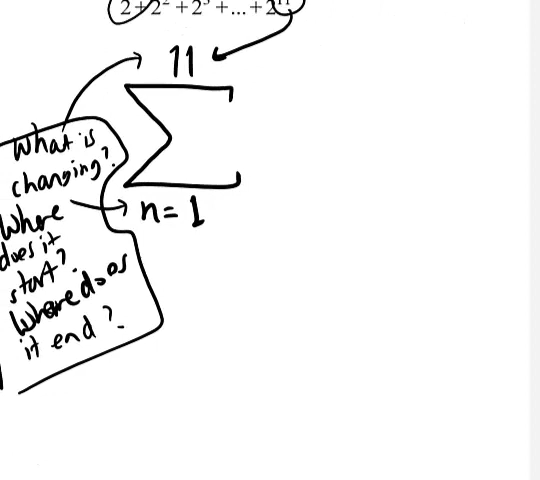 2+2²+2³+...+2¹¹
11
What is
changing?
Where
does it
start?
Where does
it end?
n=1